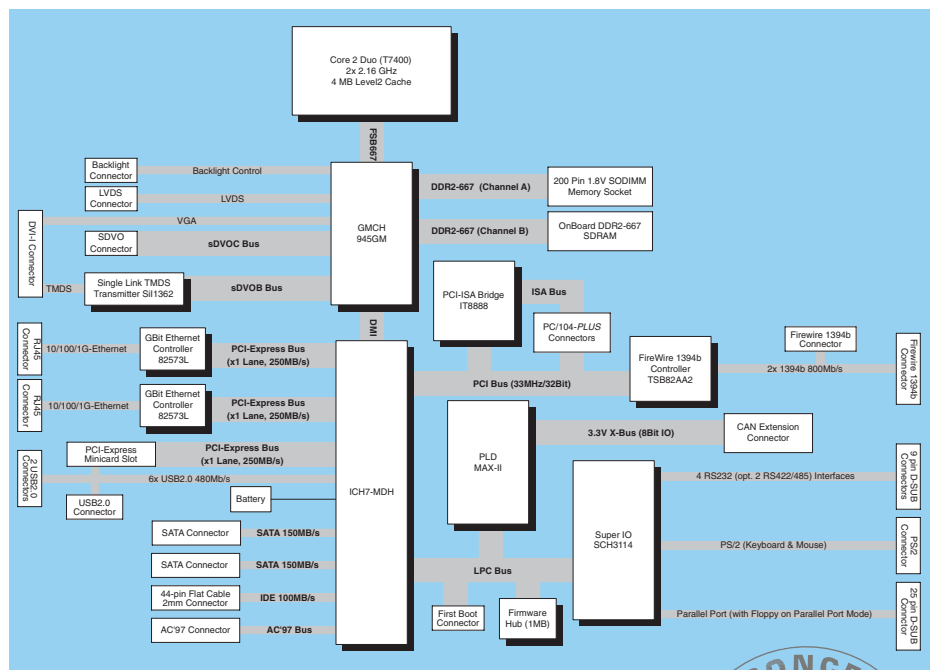 Core 2 Duo (T7400)
2x 2.16 GHz
4 MB Level2 Cache
FSB667
Backlight
Connector
Backlight Control
LVDS
Connector
LVDS
VGA
DVI-I Connector
SDVO
Connector
sDVOC Bus
TMDS
Single Link TMDS
Transmitter SiI1362
sDVOB Bus
GMCH
945GM
DDR2-667 (Channel A)
200 Pin 1.8V SODIMM
Memory Socket
DDR2-667 (Channel B)
OnBoard DDR2-667
SDRAM
PCI-ISA Bridge
IT8888
ISA Bus
PC/104-PLUS
Connectors
DMI
RJ45
Connector
10/100/1G-Ethernet
GBit Ethernet
Controller
82573L
PCI-Express Bus
(x1 Lane, 250MB/s)
RJ45
Connector
10/100/1G-Ethernet
GBit Ethernet
Controller
82573L
PCI-Express Bus
(x1 Lane, 250MB/s)
PCI Bus (33MHz/32Bit)
FireWire 1394b
Controller
TSB82AA2
Firewire 1394b
Connector
2x 1394b 800Mb/s
Firewire 1394b
Connector
2 USB2.0
Connectors
PCI-Express
Minicard Slot
PCI-Express Bus
(x1 Lane, 250MB/s)
6x USB2.0 480Mb/s
USB2.0
Connector
Battery
ICH7-MDH
PLD
MAX-II
3.3V X-Bus (8Bit IO)
CAN Extension
Connector
Super IO
SCH3114
4 RS232 (opt. 2 RS422/485) Interfaces
9 pin D-SUB
Connectors
PS/2 (Keyboard & Mouse)
PS/2
Connector
Parallel Port (with Floppy on Parallel Port Mode)
25 pin D-SUB
Connector
SATA Connector
SATA 150MB/s
SATA Connector
SATA 150MB/s
44-pin Flat Cable
2mm Connector
IDE 100MB/s
AC'97 Connector
AC'97 Bus
LPC Bus
First Boot
Connector
Firmware
Hub (1MB)